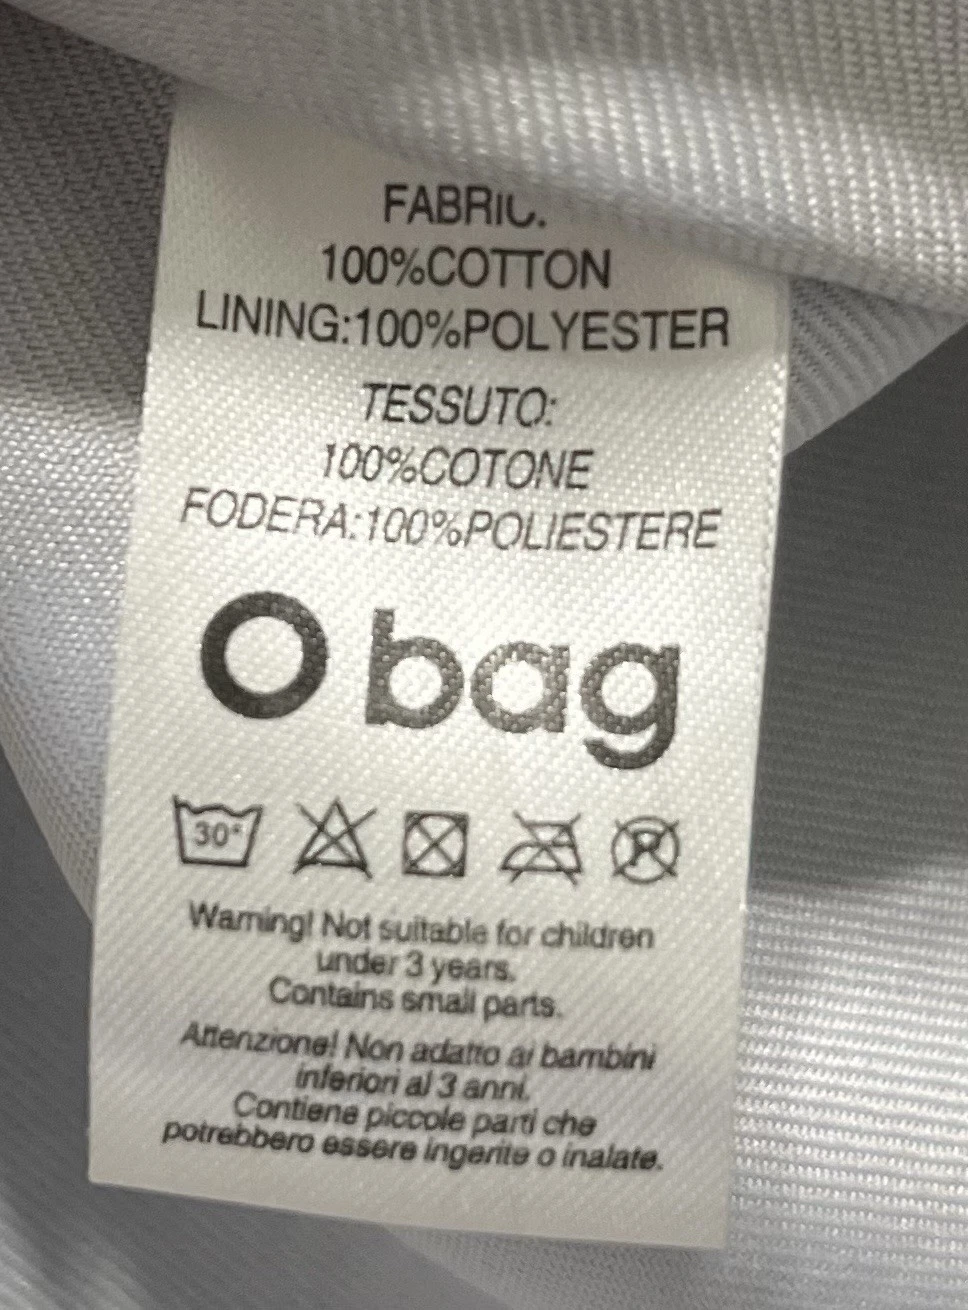 FABRIC:
100%COTTON
LINING:100%POLYESTER
TESSUTO:
100%COTONE
FODERA:100%POLIESTERE
O bag
30°
P
Warning! Not suitable for children
under 3 years.
Contains small parts.
Attenzione! Non adatto ai bambini
inferiori al 3 anni.
Contiene piccole parti che
potrebbero essere ingerite o inalate.